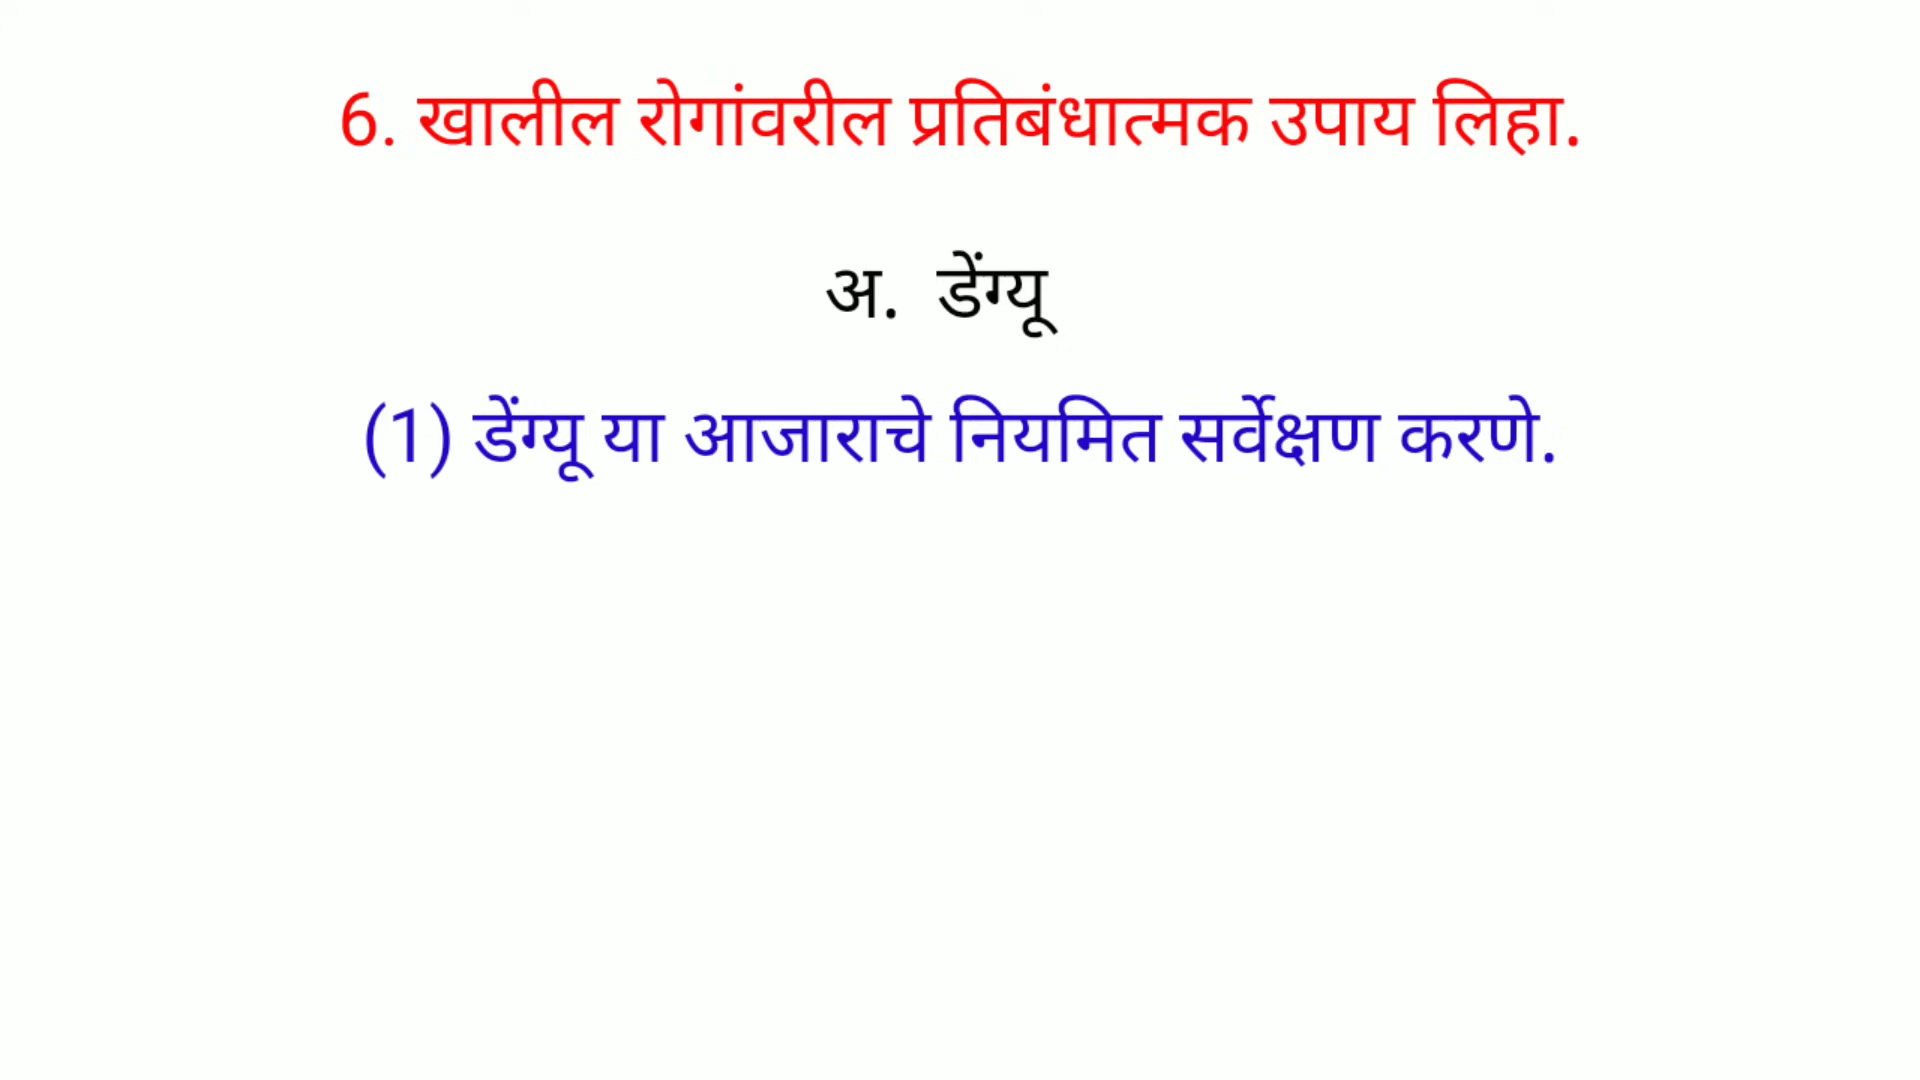 6. खालील रोगांवरील प्रतिबंधात्मक उपाय लिहा.
अ. डेंग्यू
(1) डेंग्यू या आजाराचे नियमित सर्वेक्षण करणे.